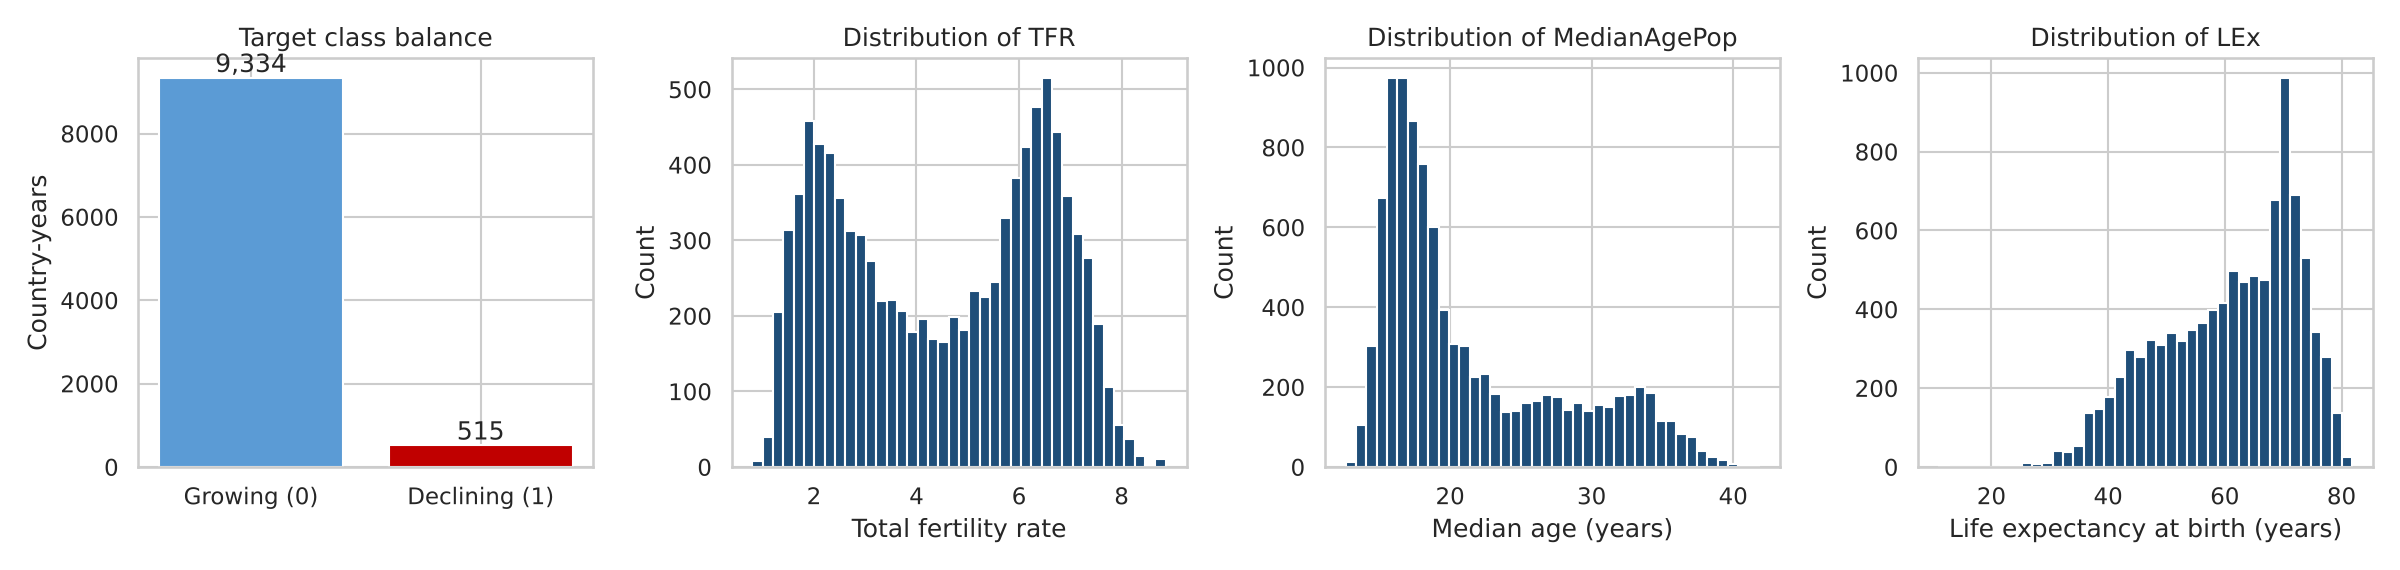 Target class balance
9,334
515
8000
6000
4000
2000
0
Country-years
Growing (0)
Declining (1)
Distribution of TFR
500
400
300
200
100
0
Count
2
4
6
8
Total fertility rate
Distribution of MedianAgePop
1000
800
600
400
200
0
Count
20
30
40
Median age (years)
Distribution of LEx
1000
800
600
400
200
0
Count
20
40
60
80
Life expectancy at birth (years)